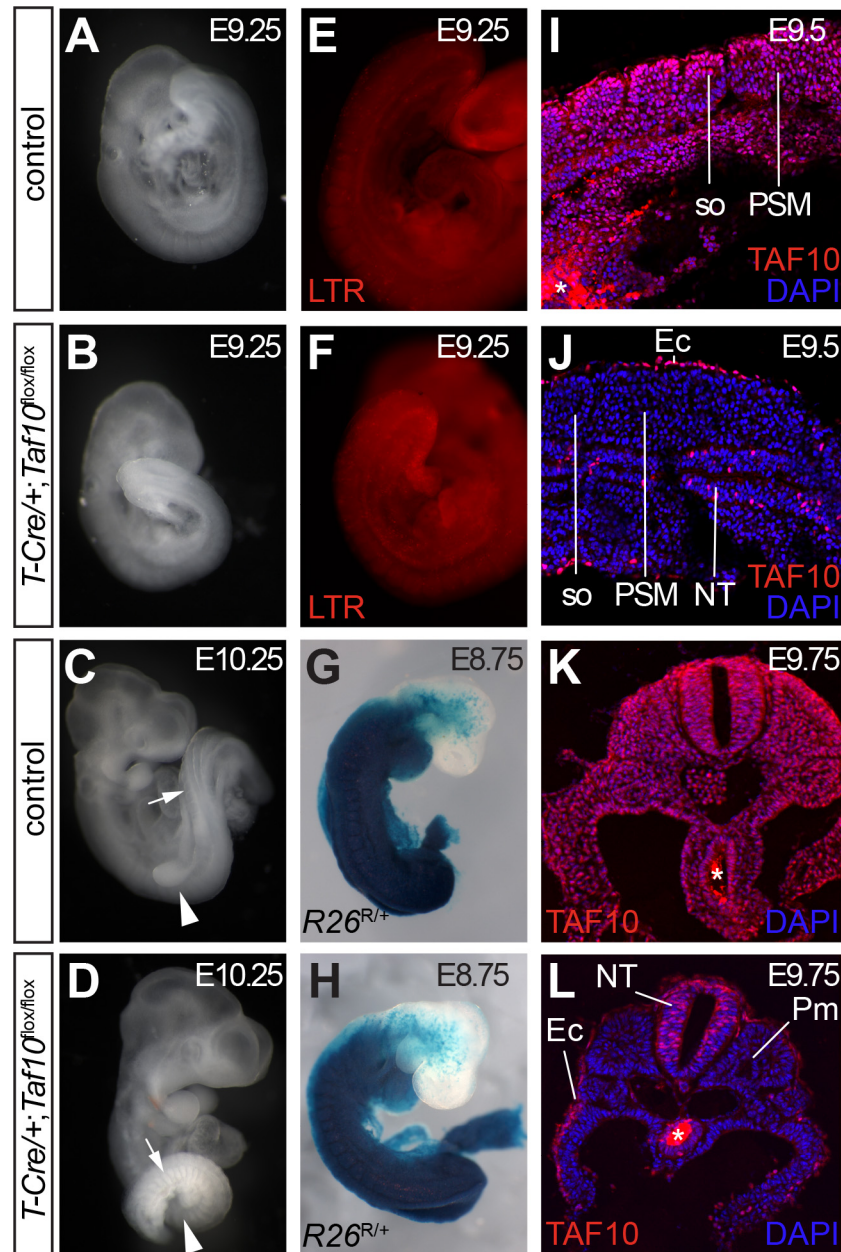 control
A
E9.25
E
E9.25
LTR
I
E9.5
so
PSM
TAF10
DAPI
*
T-Cre/+;Taf10flox/flox
B
E9.25
F
E9.25
LTR
J
Ec
E9.5
so
PSM
NT
TAF10
DAPI
control
C
E10.25
G
E8.75
R26R/+
K
E9.75
*
TAF10
DAPI
T-Cre/+;Taf10flox/flox
D
E10.25
H
E8.75
R26R/+
L
NT
E9.75
Pm
Ec
*
TAF10
DAPI